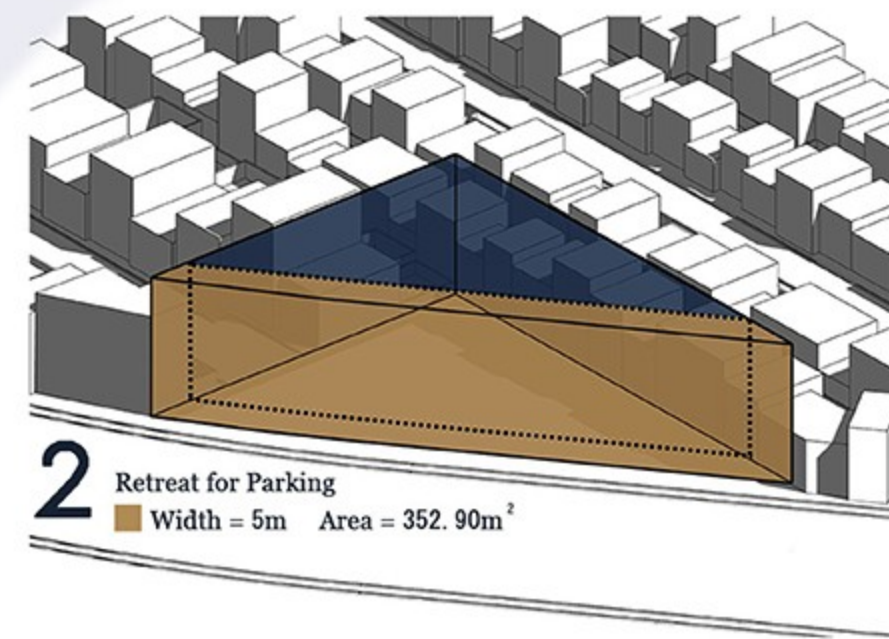 2
Retreat for Parking
Width = 5m Area = 352. 90m²